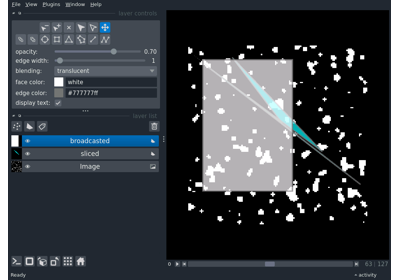 File View Plugins Window Help
layer controls
opacity: 0.70
edge width: 1
blending: translucent
face color: white
edge color: #777777ff
display text:
layer list
broadcasted
sliced
Image
63 127
Ready activity